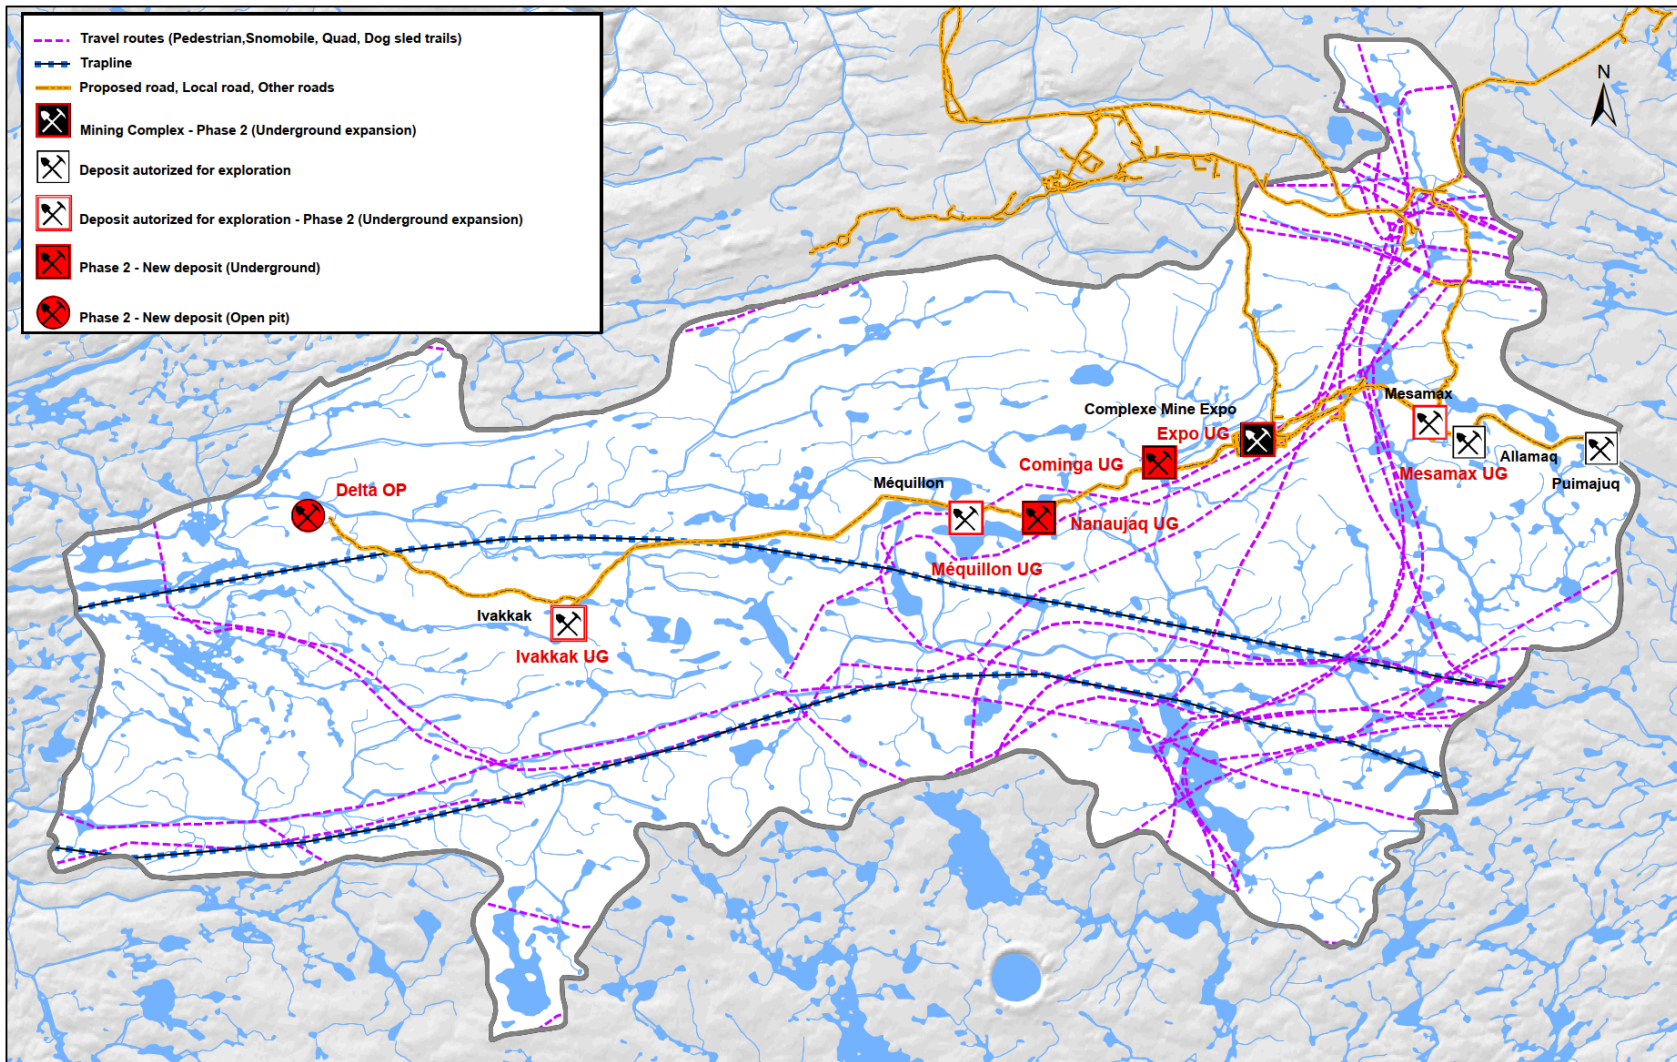 Travel routes (Pedestrian,Snomobile, Quad, Dog sled trails)
Trapline
Proposed road, Local road, Other roads
Mining Complex - Phase 2 (Underground expansion)
Deposit autorized for exploration
Deposit autorized for exploration - Phase 2 (Underground expansion)
Phase 2 - New deposit (Underground)
Phase 2 - New deposit (Open pit)
N
Mesamax
Complexe Mine Expo
Expo UG
Cominga UG
Allamaq
Mesamax UG
Puimajuq
Méquillon
Delta OP
Nanaujaq UG
Méquillon UG
Ivakkak
Ivakkak UG